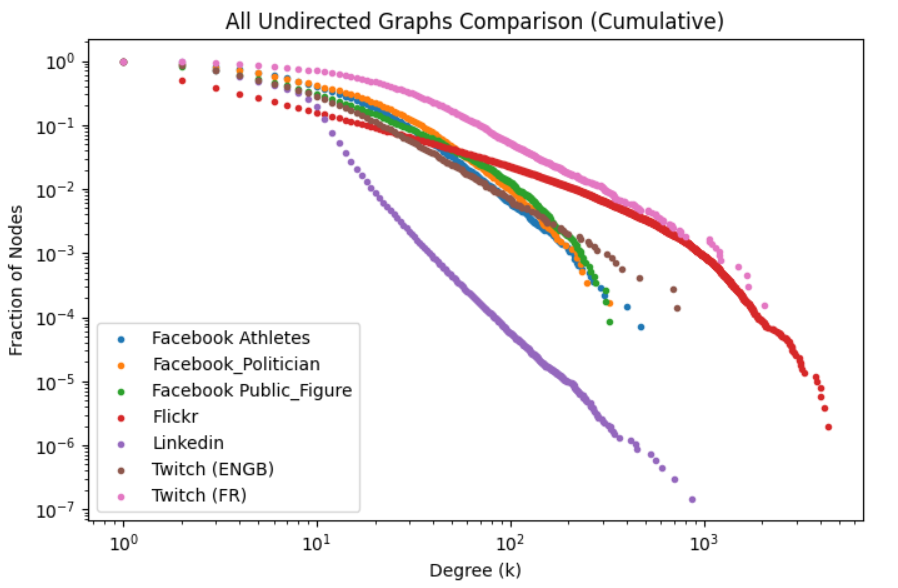 All Undirected Graphs Comparison (Cumulative)
Fraction of Nodes
10^0
10^-1
10^-2
10^-3
10^-4
10^-5
10^-6
10^-7
Facebook Athletes
Facebook_Politician
Facebook Public_Figure
Flickr
Linkedin
Twitch (ENGB)
Twitch (FR)
10^0 10^1 10^2 10^3
Degree (k)